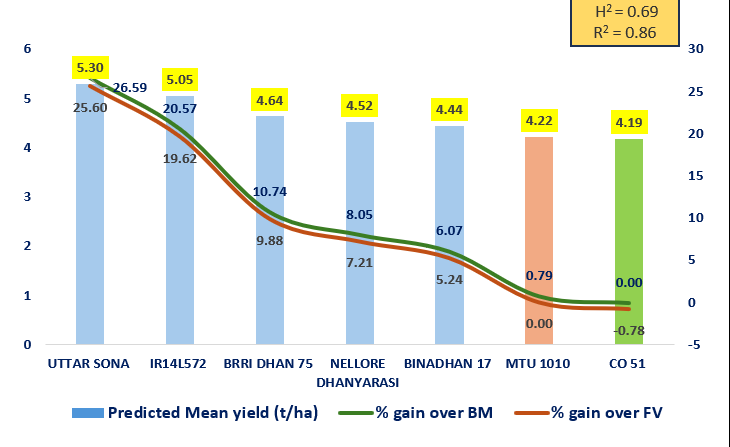 H² = 0.69
R² = 0.86
6
5
4
3
2
1
0
30
25
20
15
10
5
0
-5
5.30
5.05
4.64
4.52
4.44
4.22
4.19
26.59
20.57
10.74
8.05
6.07
0.79
0.00
25.60
19.62
9.88
7.21
5.24
0.00
-0.78
UTTAR SONA
IR14L572
BRRI DHAN 75
NELLORE
DHANYARASI
BINADHAN 17
MTU 1010
CO 51
Predicted Mean yield (t/ha)
% gain over BM
% gain over FV